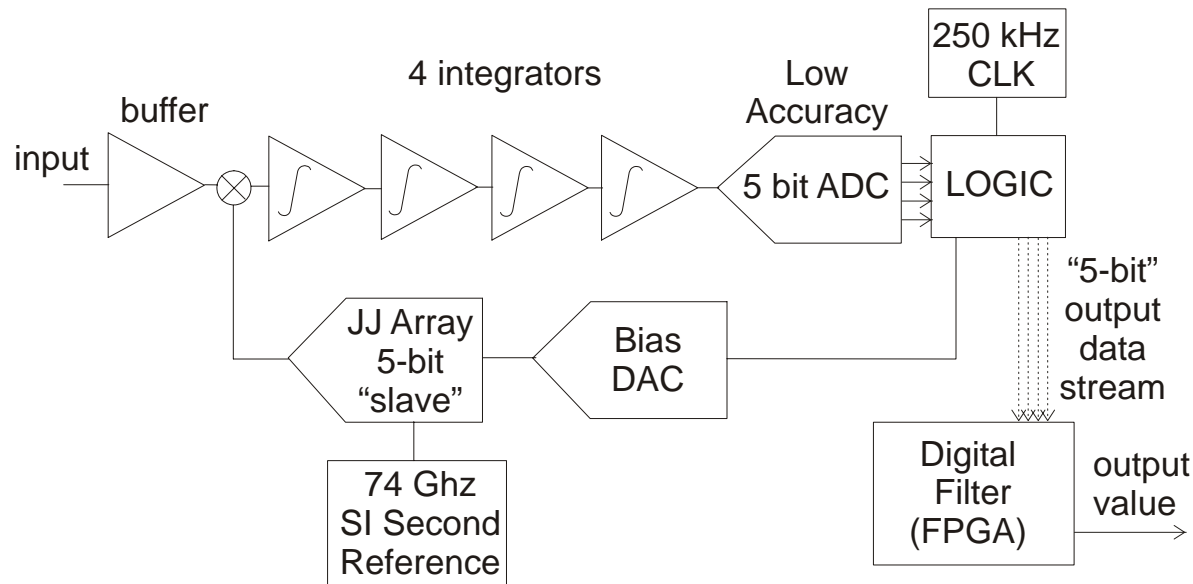 250 kHz
CLK
4 integrators
Low
Accuracy
buffer
input
5 bit ADC
LOGIC
“5-bit”
output
data
stream
JJ Array
5-bit
“slave”
Bias
DAC
74 Ghz
SI Second
Reference
Digital
Filter
(FPGA)
output
value